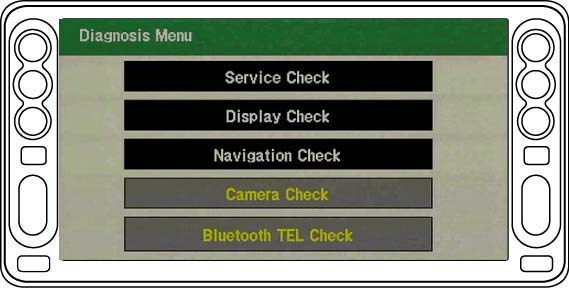 Diagnosis Menu
Service Check
Display Check
Navigation Check
Camera Check
Bluetooth TEL Check